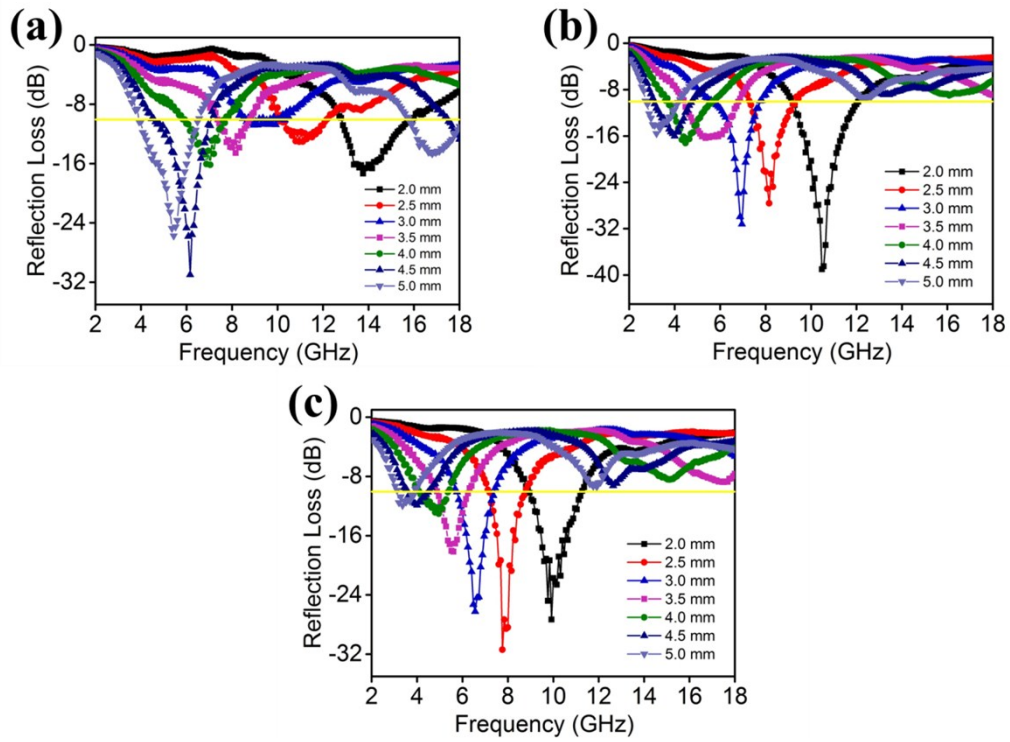 (a)
0
-8
-16
-24
-32
Reflection Loss (dB)
2.0 mm
2.5 mm
3.0 mm
3.5 mm
4.0 mm
4.5 mm
5.0 mm
2 4 6 8 10 12 14 16 18
Frequency (GHz)
(b)
0
-8
-16
-24
-32
-40
Reflection Loss (dB)
2.0 mm
2.5 mm
3.0 mm
3.5 mm
4.0 mm
4.5 mm
5.0 mm
2 4 6 8 10 12 14 16 18
Frequency (GHz)
(c)
0
-8
-16
-24
-32
Reflection Loss (dB)
2.0 mm
2.5 mm
3.0 mm
3.5 mm
4.0 mm
4.5 mm
5.0 mm
2 4 6 8 10 12 14 16 18
Frequency (GHz)